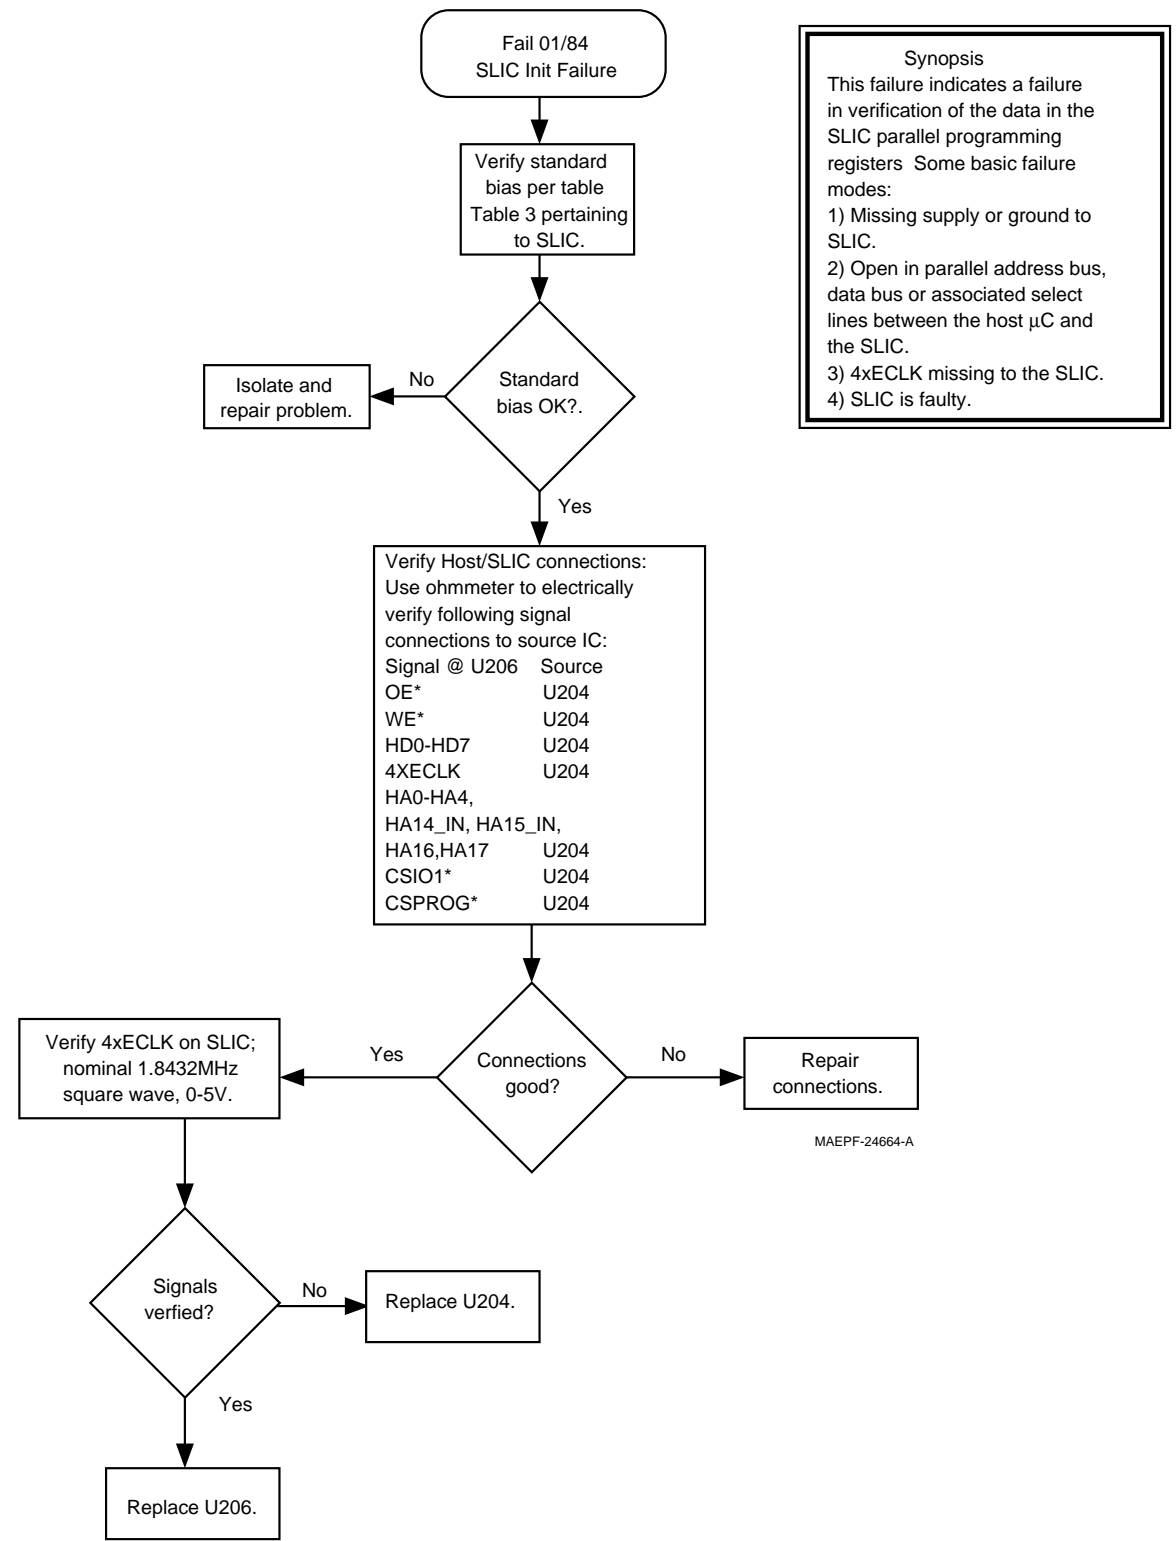 Fail 01/84
SLIC Init Failure
Synopsis
This failure indicates a failure
in verification of the data in the
SLIC parallel programming
registers  Some basic failure
modes:
1) Missing supply or ground to
SLIC.
2) Open in parallel address bus,
data bus or associated select
lines between the host µC and
the SLIC.
3) 4xECLK missing to the SLIC.
4) SLIC is faulty.
Verify standard
bias per table
Table 3 pertaining
to SLIC.
Standard
bias OK?.
No
Isolate and
repair problem.
Yes
Verify Host/SLIC connections:
Use ohmmeter to electrically
verify following signal
connections to source IC:
Signal @ U206 Source
OE* U204
WE* U204
HD0-HD7 U204
4XECLK U204
HA0-HA4,
HA14_IN, HA15_IN,
HA16,HA17 U204
CSIO1* U204
CSPROG* U204
Connections
good?
No
Repair
connections.
Yes
Verify 4xECLK on SLIC;
nominal 1.8432MHz
square wave, 0-5V.
MAEPF-24664-A
Signals
verfied?
No
Replace U204.
Yes
Replace U206.